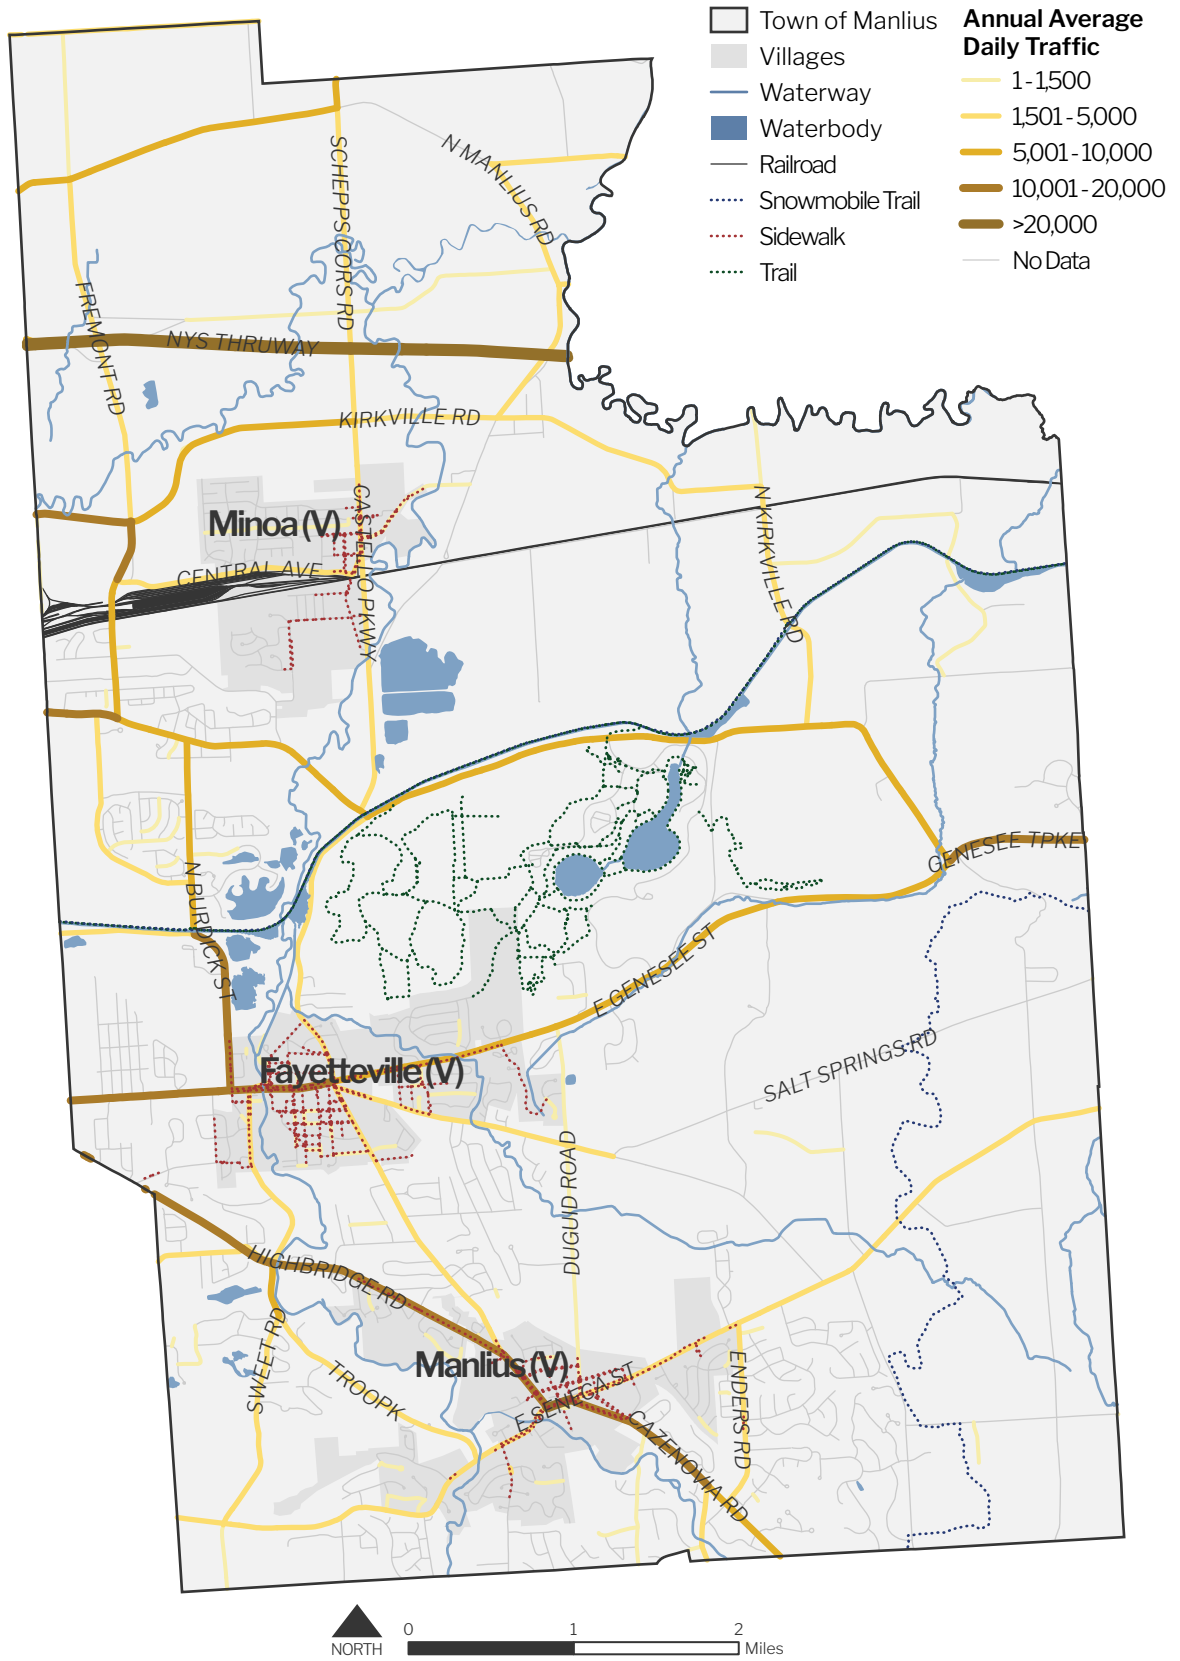 Town of Manlius
Villages
Waterway
Waterbody
Railroad
Snowmobile Trail
Sidewalk
Trail
Annual Average
Daily Traffic
1 - 1,500
1,501 - 5,000
5,001 - 10,000
10,001 - 20,000
>20,000
No Data
N MANLIUS RD
SCHEPPS CORS RD
FREMONT RD
NYS THRUWAY
KIRKVILLE RD
Minoa (V)
CASTELLO PKWY
CENTRAL AVE
N KIRKVILLE RD
GENESEE TPKE
N BURDICK ST
E GENESEE ST
SALT SPRINGS RD
Fayetteville (V)
DUGUID ROAD
HIGHBRIDGE RD
SWEET RD
TROOP K
Manlius (V)
E SENECA ST
ENDERS RD
CAZENOVIA RD
NORTH
0 1 2
Miles